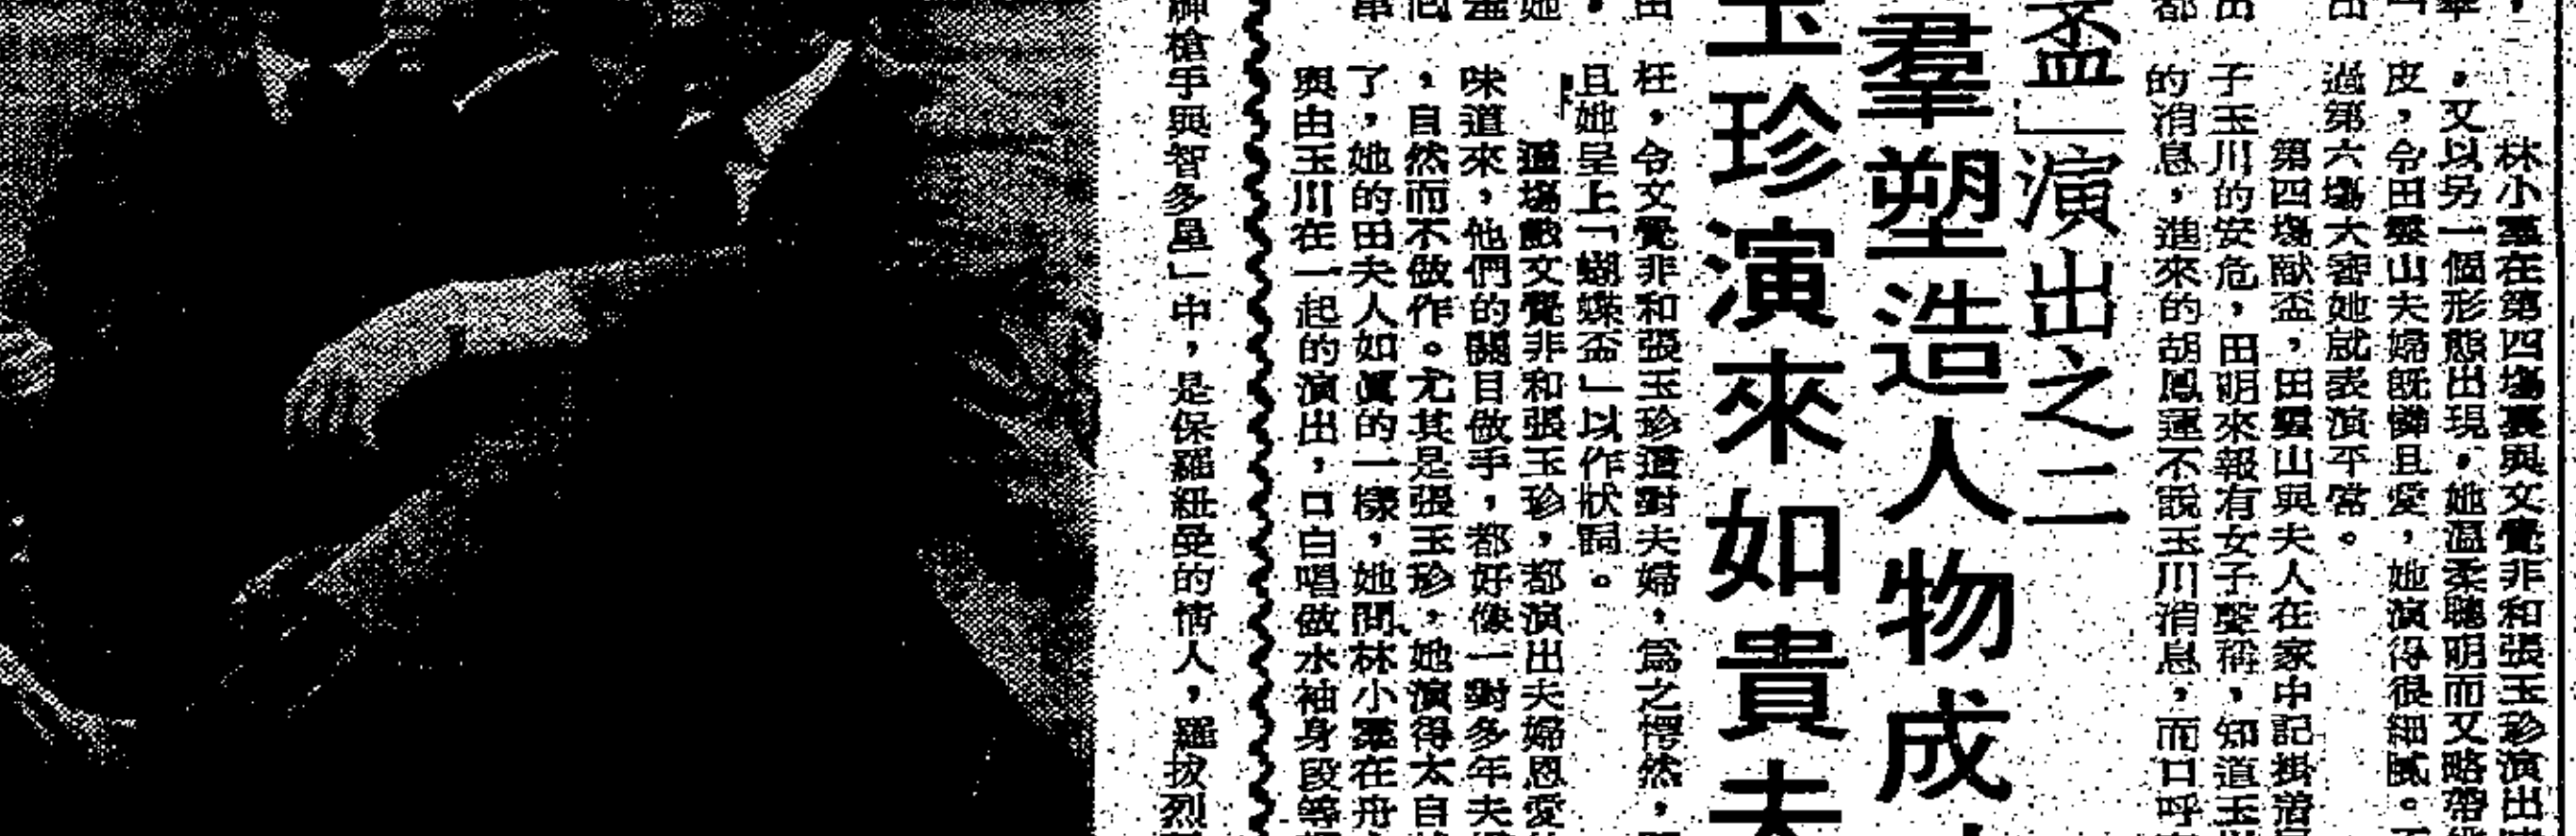 林小羣在第四場裏與文覺非和張玉珍演出
，又以另一個形態出現，她溫柔聰明而又略帶
皮，令田雲山夫婦既憐且愛，她演得很細膩。
過第六場大審她就表演平常。
第四場献盃，田雲山與夫人在家中記掛着
子玉川的安危，田明來報有女子聲稱，知道玉
的消息，進來的胡鳳蓮不說玉川消息，而口呼
盃」演出之二
羣塑造人物成
玉珍演來如貴夫
枉，令文覺非和張玉珍這對夫婦，爲之愕然，
且她呈上「蝴蝶盃」以作狀詞。
這場戲文覺非和張玉珍，都演出夫婦恩愛
味道來，他們的關目做手，都好像一對多年夫
，自然而不做作。尤其是張玉珍，她演得太自
了，她的田夫人如眞的一樣，她問林小羣在舟
與由玉川在一起的演出，口白唱做水袖身段等
神槍手與智多星」中，是保羅紐曼的情人，羅拔烈